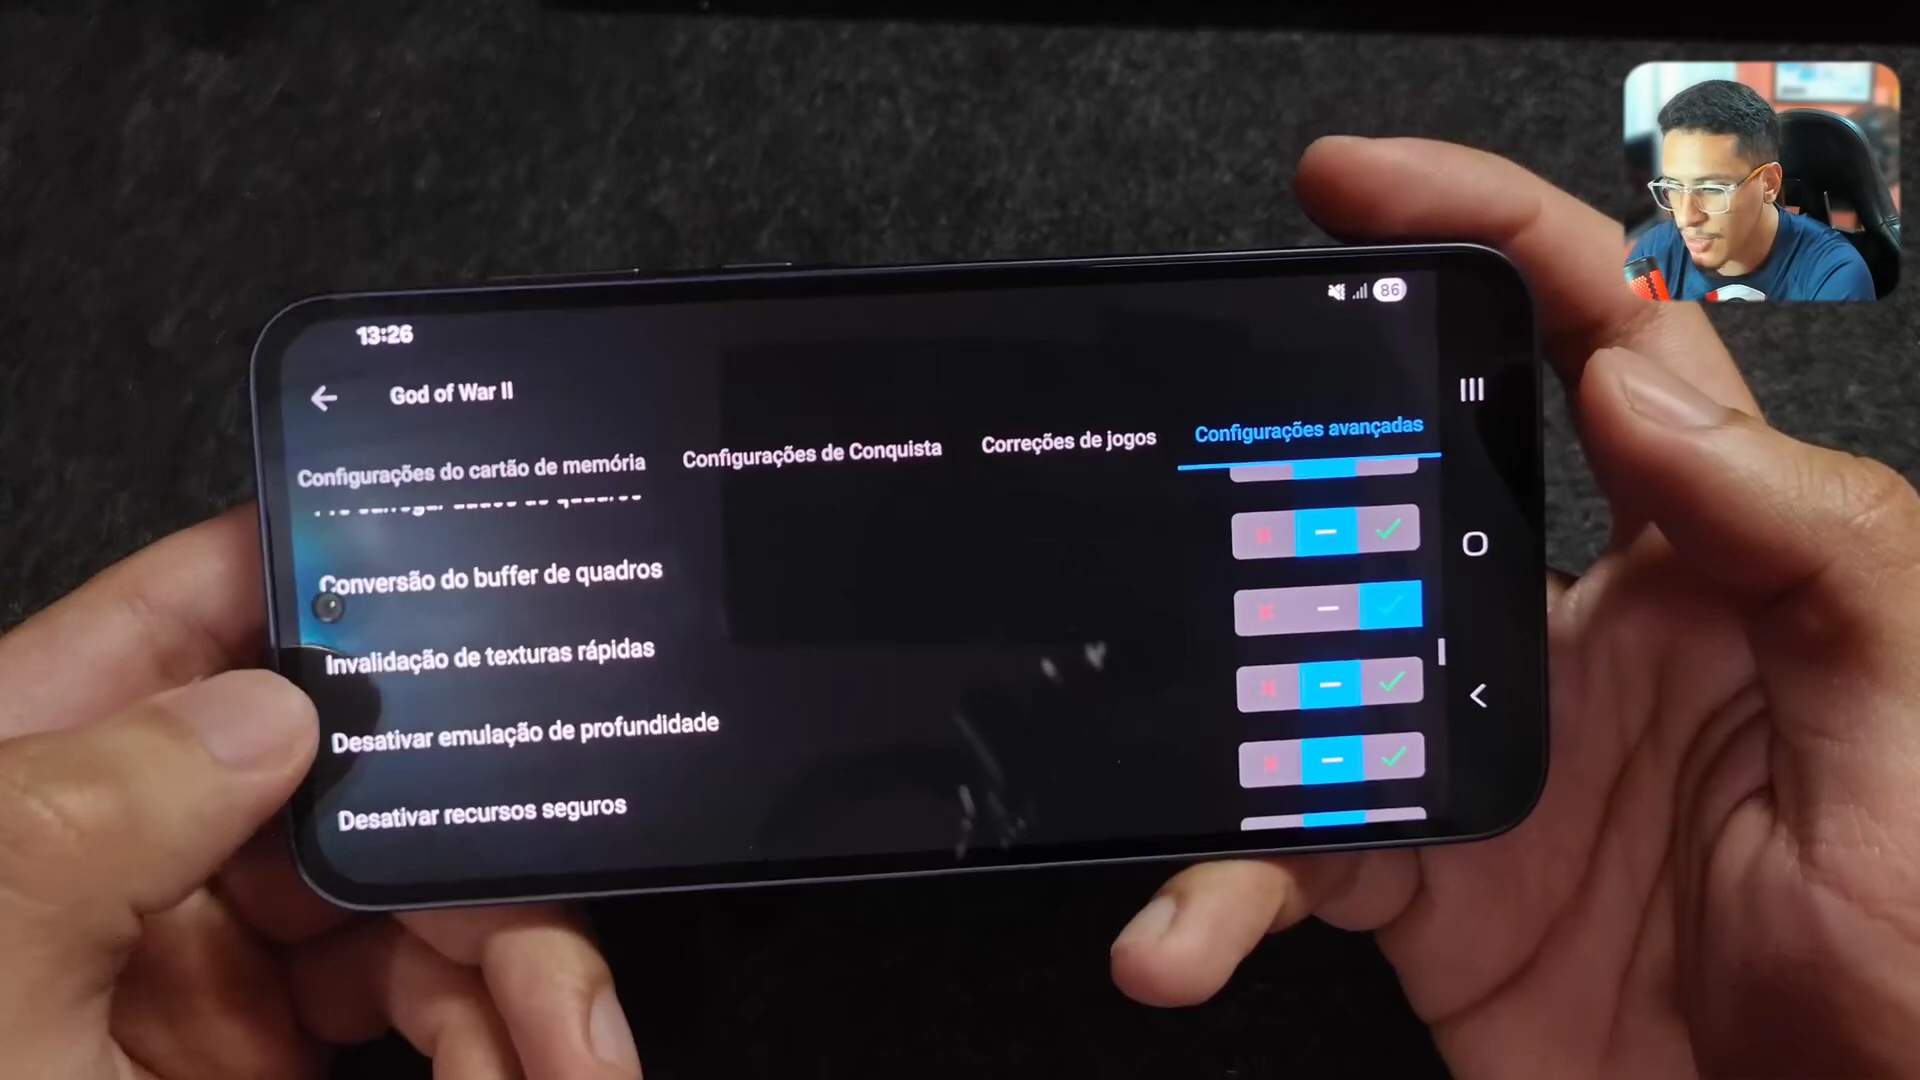 13:26
86
God of War II
Configurações do cartão de memória
Configurações de Conquista
Correções de jogos
Configurações avançadas
Conversão do buffer de quadros
Invalidação de texturas rápidas
Desativar emulação de profundidade
Desativar recursos seguros